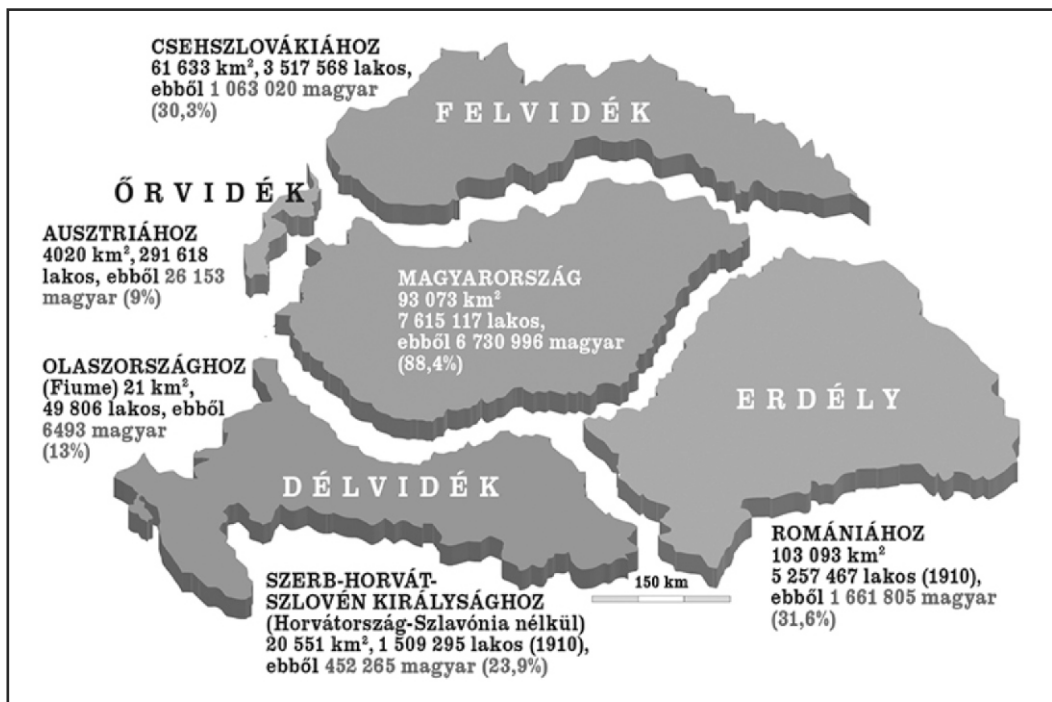 CSEHSZLOVÁKIÁHOZ
61 633 km², 3 517 568 lakos,
ebből 1 063 020 magyar
(30,3%)
FELVIDÉK
ŐRVIDÉK
AUSZTRIÁHOZ
4020 km², 291 618
lakos, ebből 26 153
magyar (9%)
MAGYARORSZÁG
93 073 km²
7 615 117 lakos,
ebből 6 730 996 magyar
(88,4%)
OLASZORSZÁGHOZ
(Fiume) 21 km²,
49 806 lakos, ebből
6493 magyar
(13%)
ERDÉLY
DÉLVIDÉK
ROMÁNIÁHOZ
103 093 km²
5 257 467 lakos (1910),
ebből 1 661 805 magyar
(31,6%)
150 km
SZERB-HORVÁT-
SZLOVÉN KIRÁLYSÁGHOZ
(Horvátország-Szlavónia nélkül)
20 551 km², 1 509 295 lakos (1910),
ebből 452 265 magyar (23,9%)